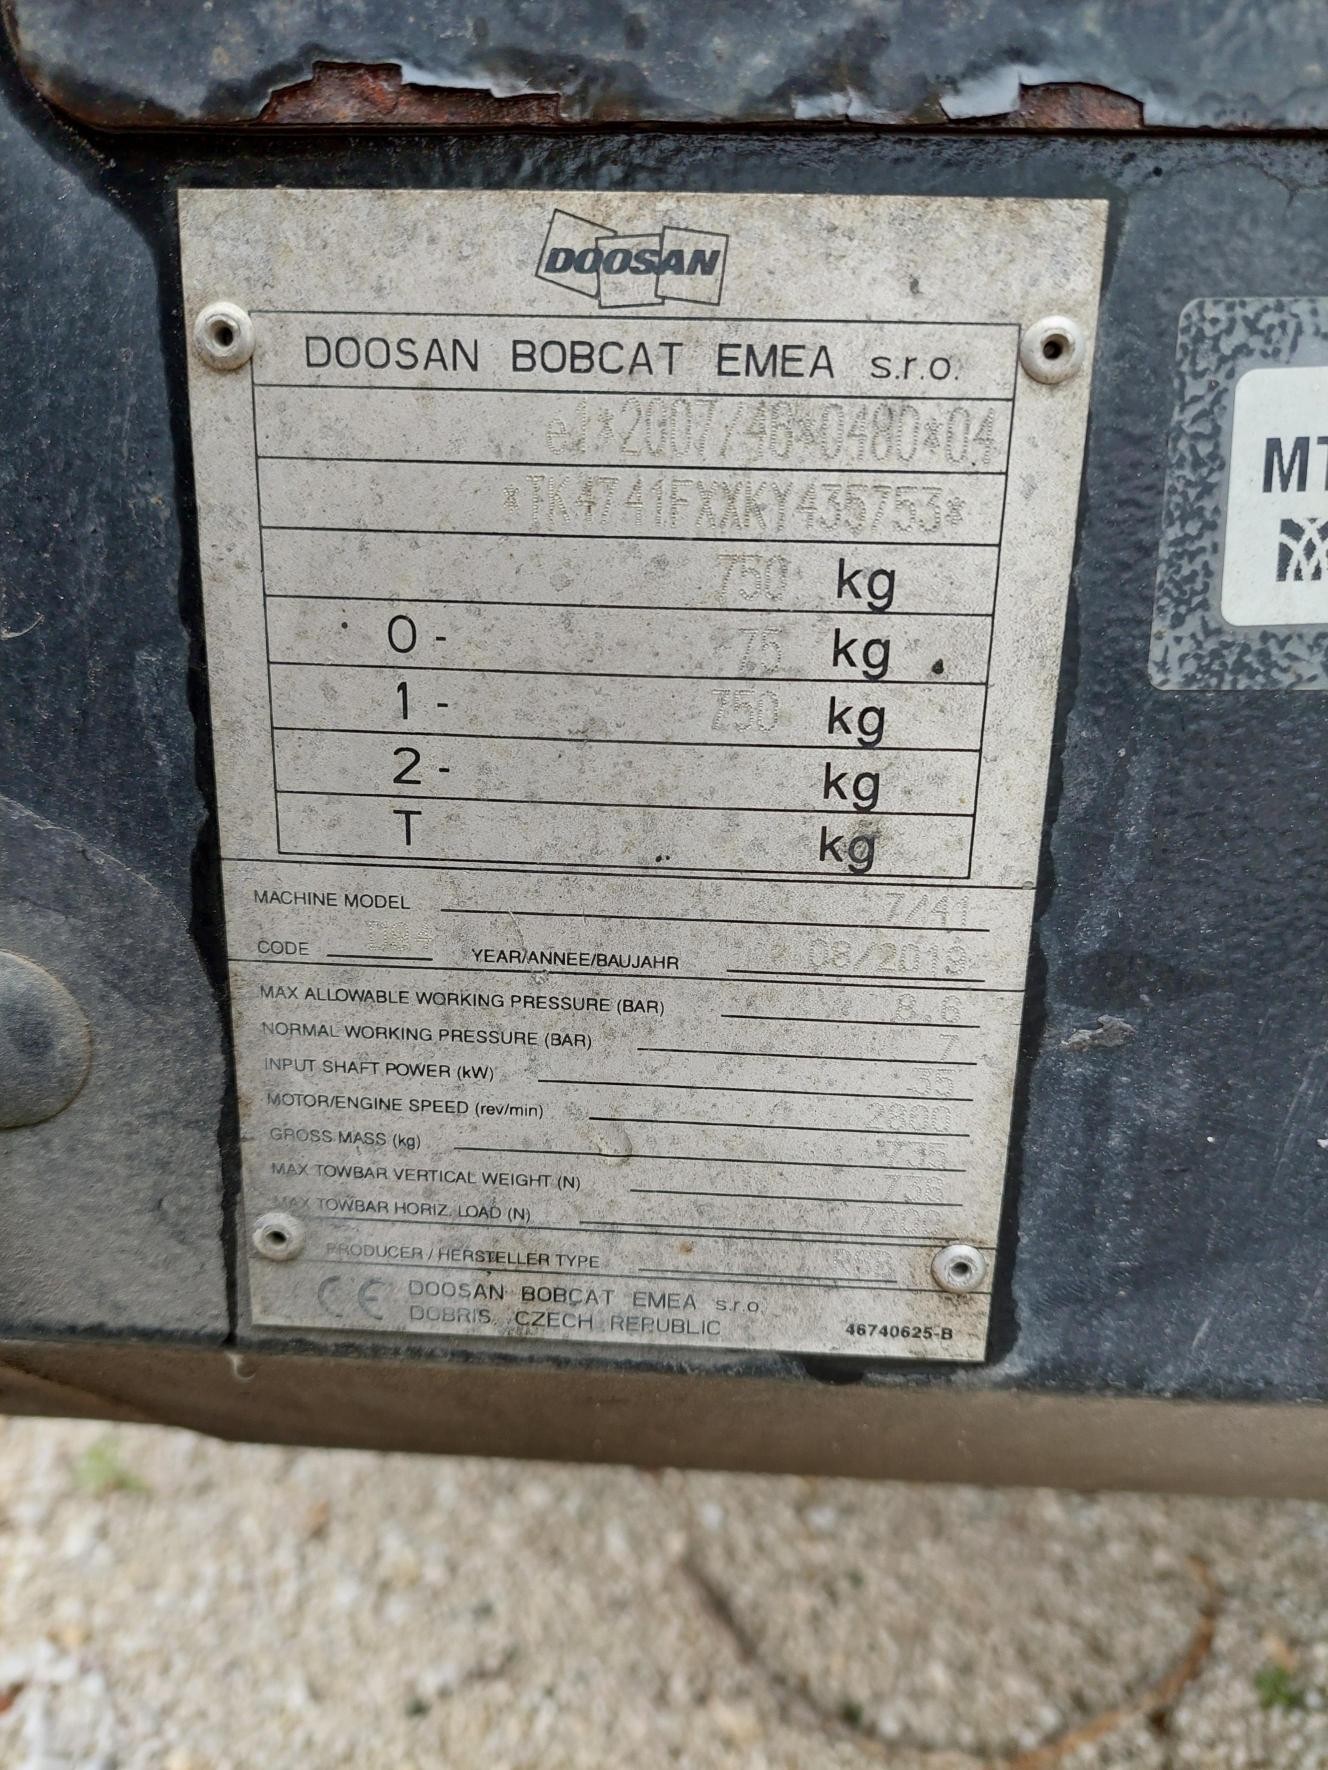 DOOSAN
DOOSAN BOBCAT EMEA s.r.o.
e1*2007/46*0480*04
*TK4741FXXKY435753*
750 kg
0 - 75 kg
1 - 750 kg
2 - kg
T kg
MACHINE MODEL 7/41
CODE YEAR/ANNEE/BAUJAHR 08/2019
MAX ALLOWABLE WORKING PRESSURE (BAR) 8.6
NORMAL WORKING PRESSURE (BAR) 7
INPUT SHAFT POWER (kW) 35
MOTOR/ENGINE SPEED (rev/min) 2800
GROSS MASS (kg)
MAX TOWBAR VERTICAL WEIGHT (N) 736
MAX TOWBAR HORIZ. LOAD (N)
PRODUCER / HERSTELLER TYPE
CE DOOSAN BOBCAT EMEA s.r.o.
DOBRIS, CZECH REPUBLIC 46740625-B
MT